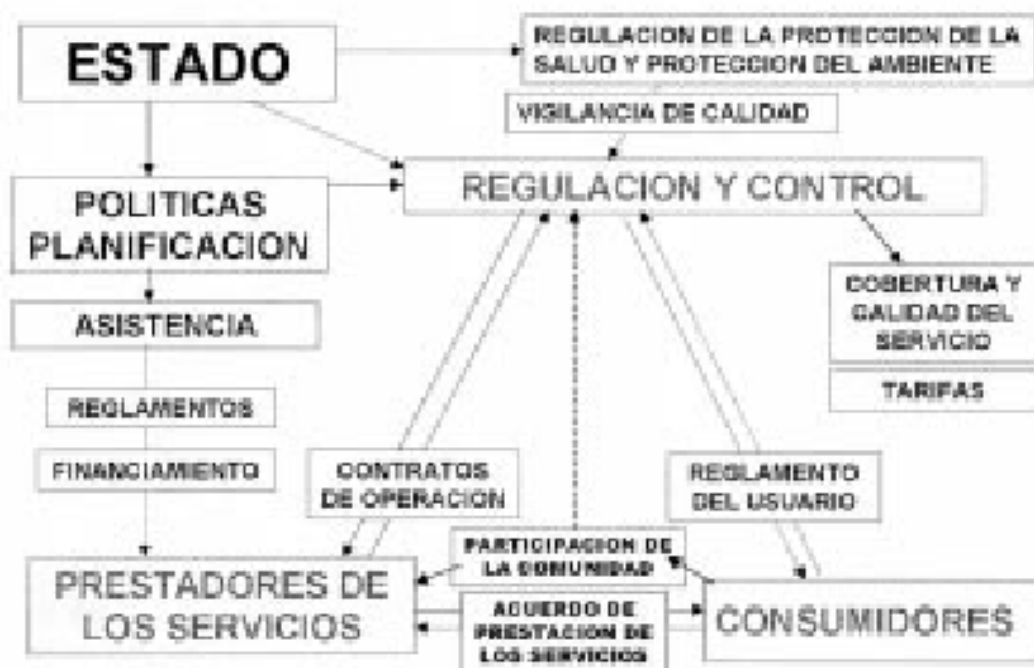 ESTADO
REGULACION DE LA PROTECCION DE LA
SALUD Y PROTECCION DEL AMBIENTE
VIGILANCIA DE CALIDAD
REGULACION Y CONTROL
POLITICAS
PLANIFICACION
ASISTENCIA
COBERTURA Y
CALIDAD DEL
SERVICIO
TARIFAS
REGLAMENTOS
FINANCIAMIENTO
CONTRATOS
DE OPERACION
REGLAMENTO
DEL USUARIO
PARTICIPACION DE
LA COMUNIDAD
PRESTADORES DE
LOS SERVICIOS
ACUERDO DE
PRESTACION DE
LOS SERVICIOS
CONSUMIDORES